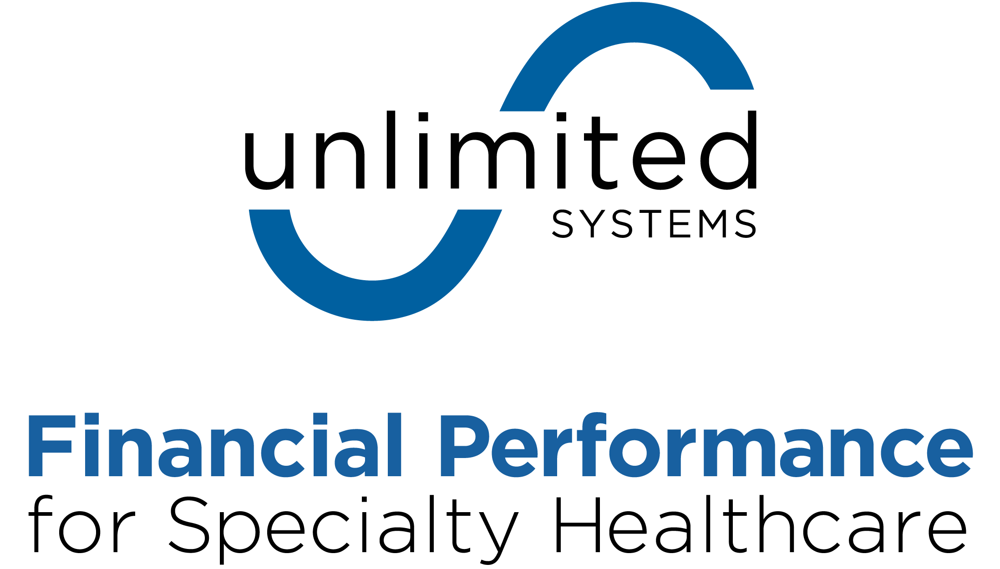 unlimited
SYSTEMS
Financial Performance
for Specialty Healthcare